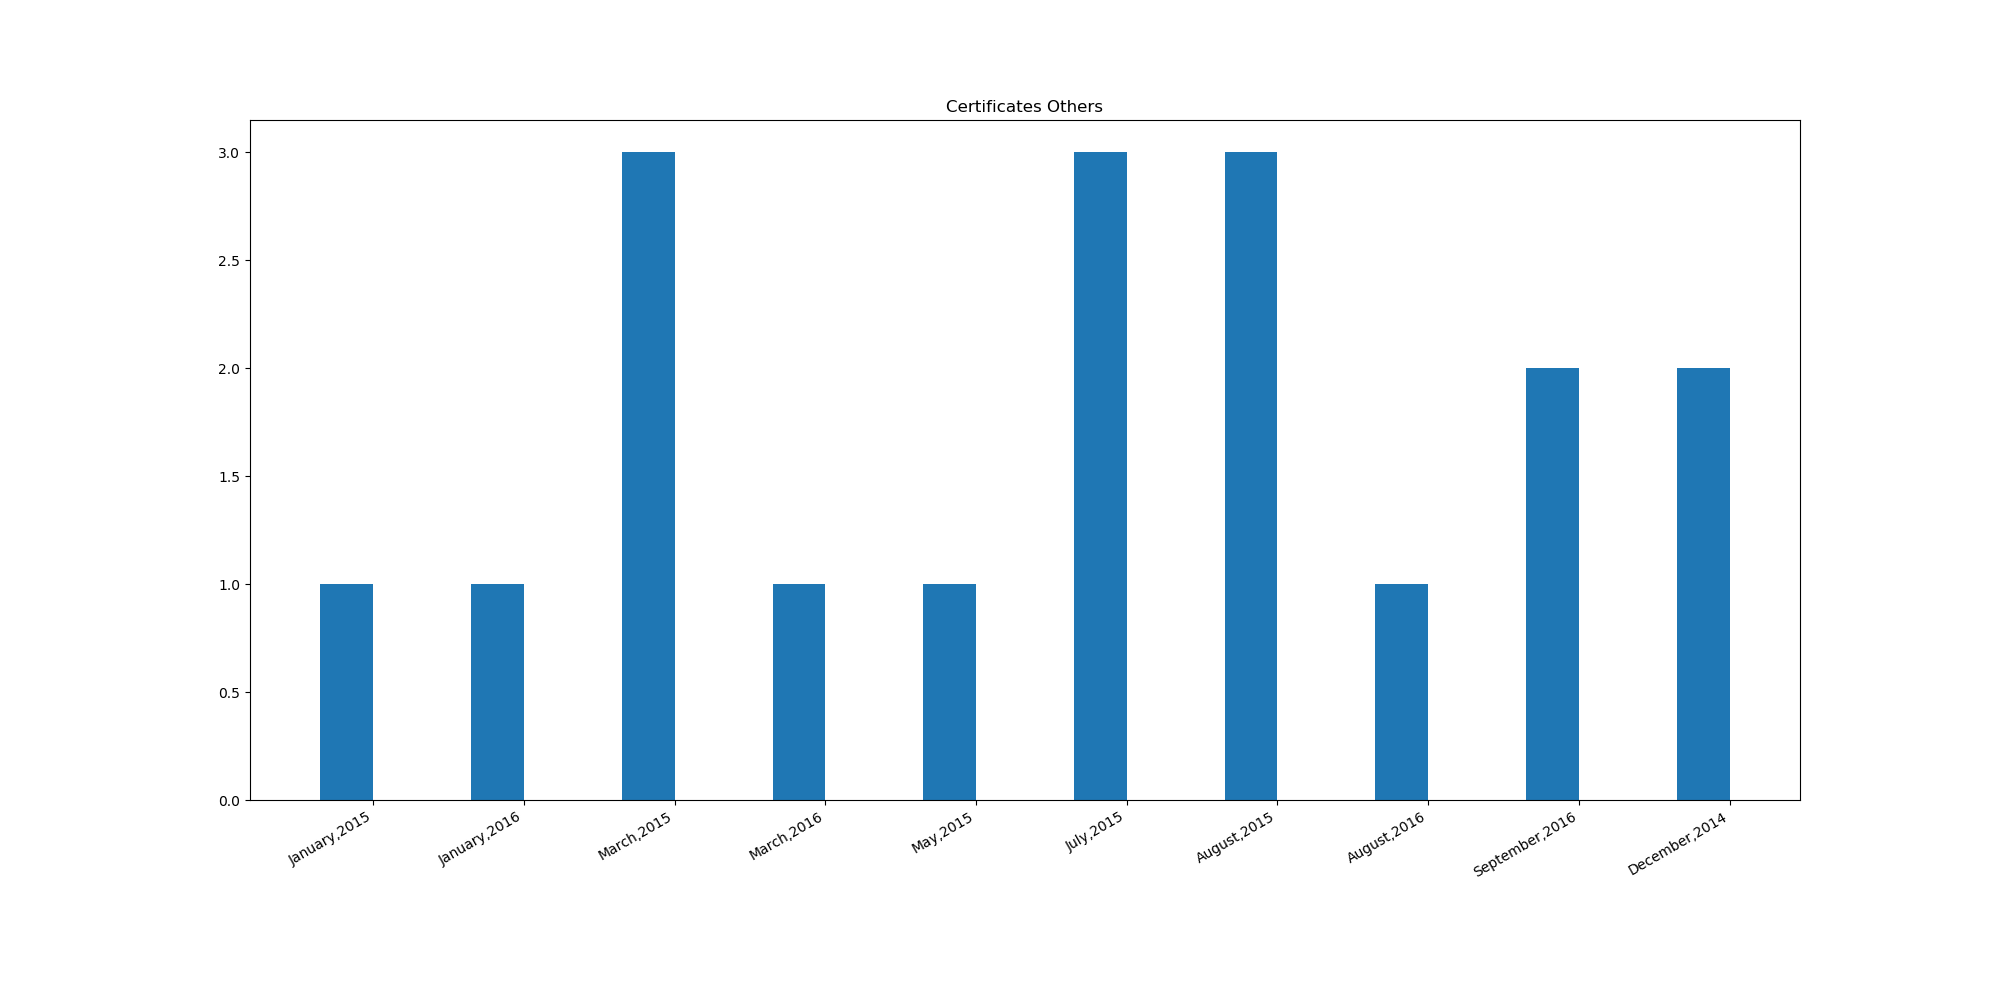 Certificates Others
3.0
2.5
2.0
1.5
1.0
0.5
0.0
January,2015
January,2016
March,2015
March,2016
May,2015
July,2015
August,2015
August,2016
September,2016
December,2014